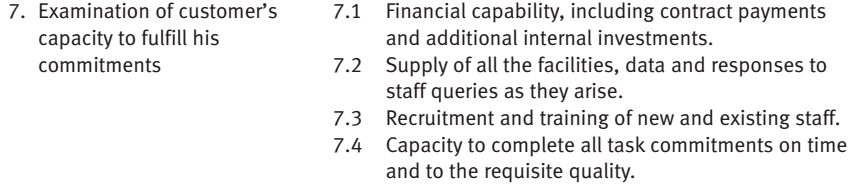 7. Examination of customer's capacity to fulfill his commitments
7.1 Financial capability, including contract payments
and additional internal investments.
7.2 Supply of all the facilities, data and responses to
staff queries as they arise.
7.3 Recruitment and training of new and existing staff.
7.4 Capacity to complete all task commitments on time
and to the requisite quality.